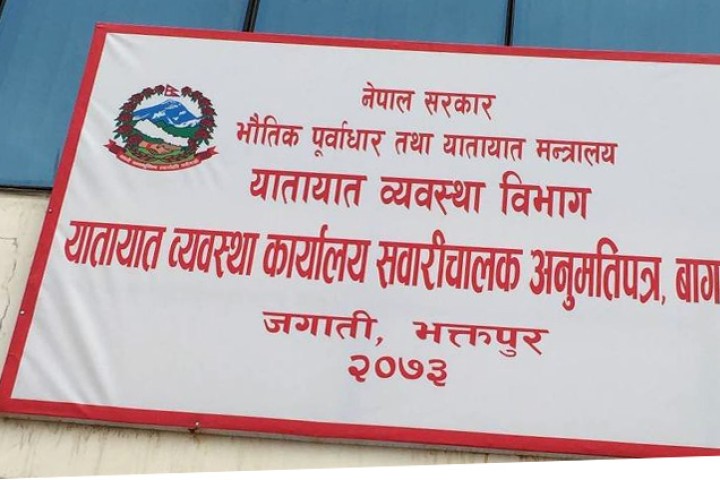 नेपाल सरकार
भौतिक पूर्वाधार तथा यातायात मन्त्रालय
यातायात व्यवस्था विभाग
यातायात व्यवस्था कार्यालय सवारीचालक अनुमतिपत्र, बाग
जगाती, भक्तपुर
२०७३